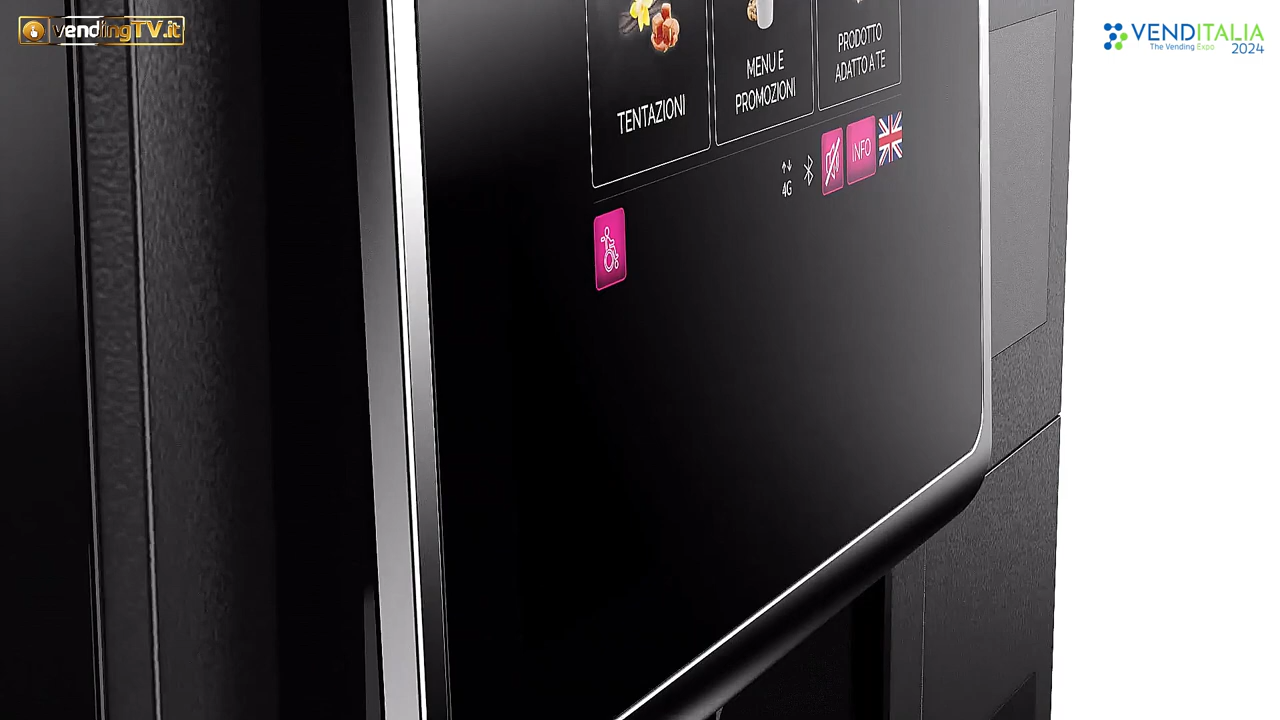 vendingTV.it
VENDITALIA
The Vending Expo
2024
TENTAZIONI
MENU E
PROMOZIONI
PRODOTTO
ADATTO A TE
4G
INFO